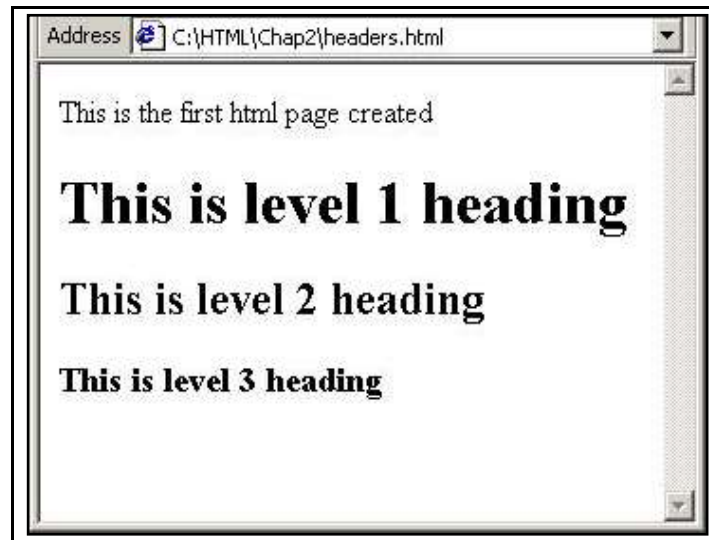 Address C:\HTML\Chap2\headers.html
This is the first html page created
This is level 1 heading
This is level 2 heading
This is level 3 heading